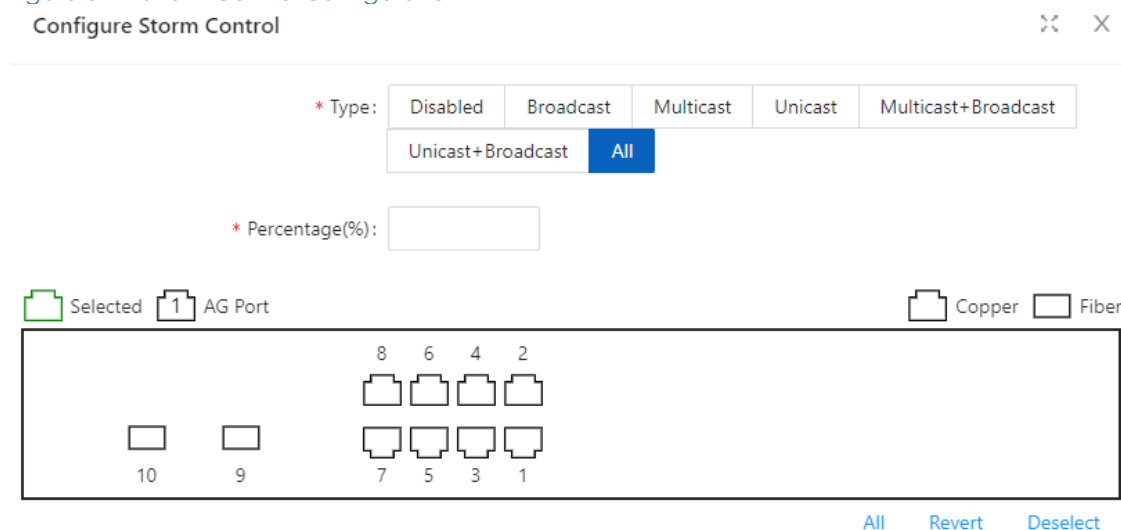 Configure Storm Control
* Type: Disabled Broadcast Multicast Unicast Multicast+Broadcast
Unicast+Broadcast All
* Percentage(%):
Selected 1 AG Port Copper Fiber
8 6 4 2
10 9 7 5 3 1
All Revert Deselect